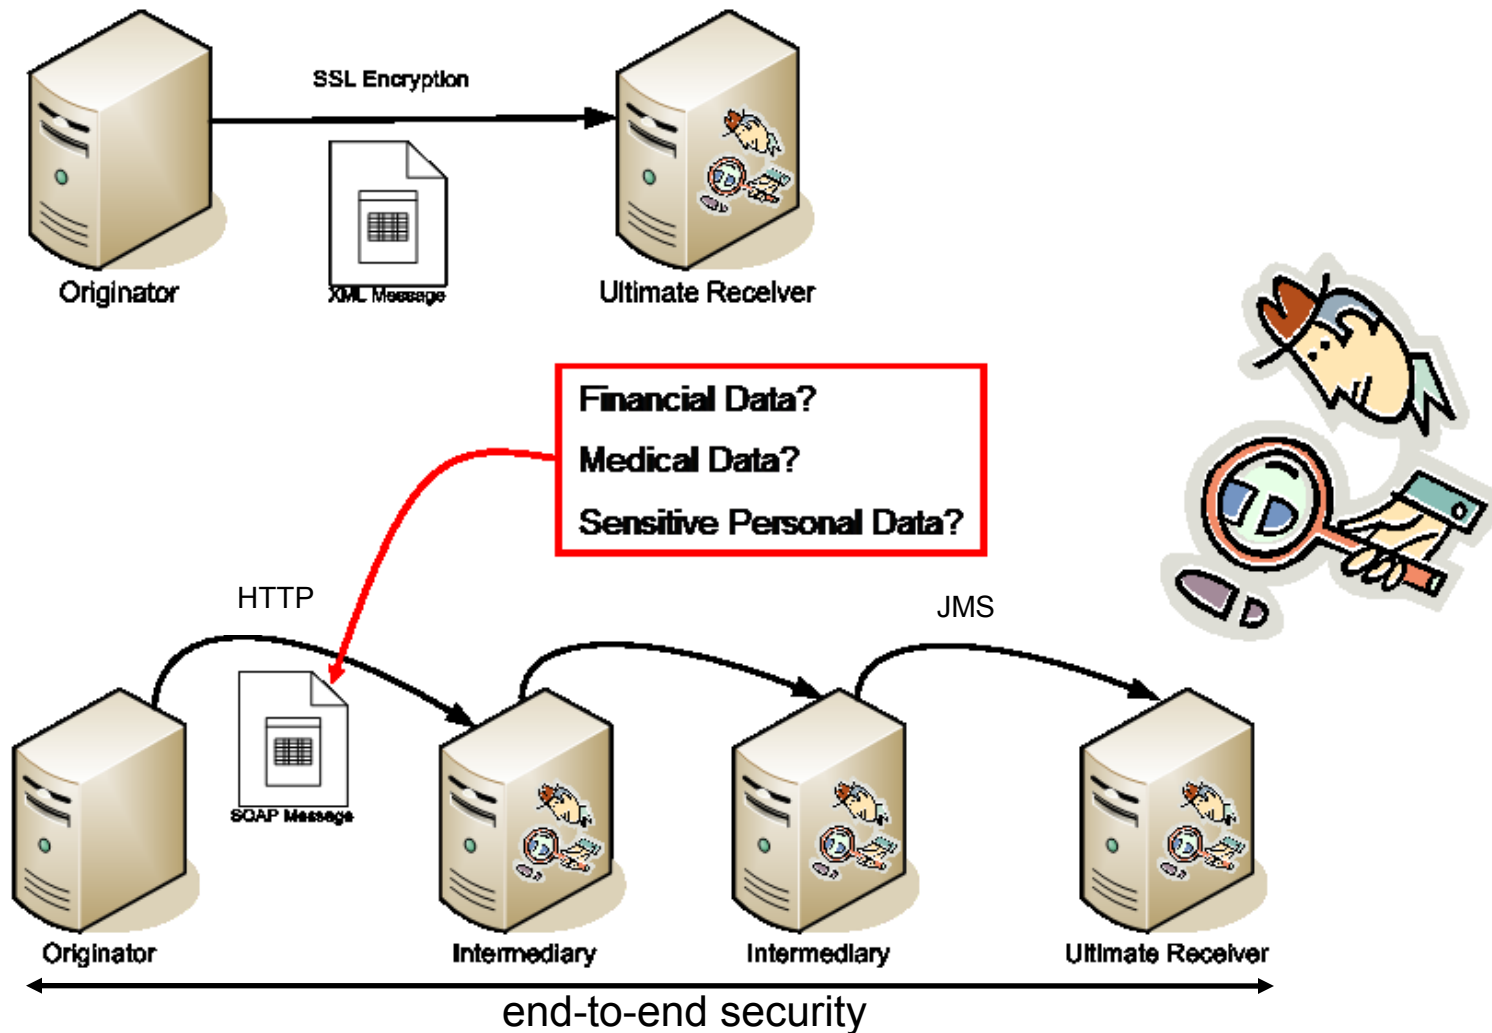 SSL Encryption
Originator
XML Message
Ultimate Receiver
Financial Data?
Medical Data?
Sensitive Personal Data?
HTTP
JMS
SOAP Message
Originator
Intermediary
Intermediary
Ultimate Receiver
end-to-end security